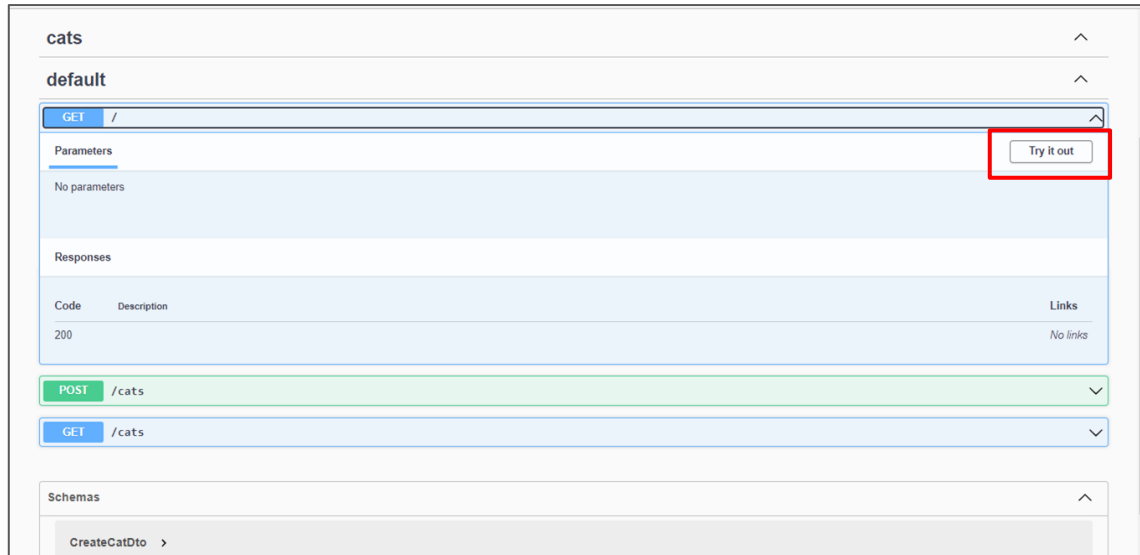 cats
default
GET /
Parameters
Try it out
No parameters
Responses
Code Description Links
200 No links
POST /cats
GET /cats
Schemas
CreateCatDto